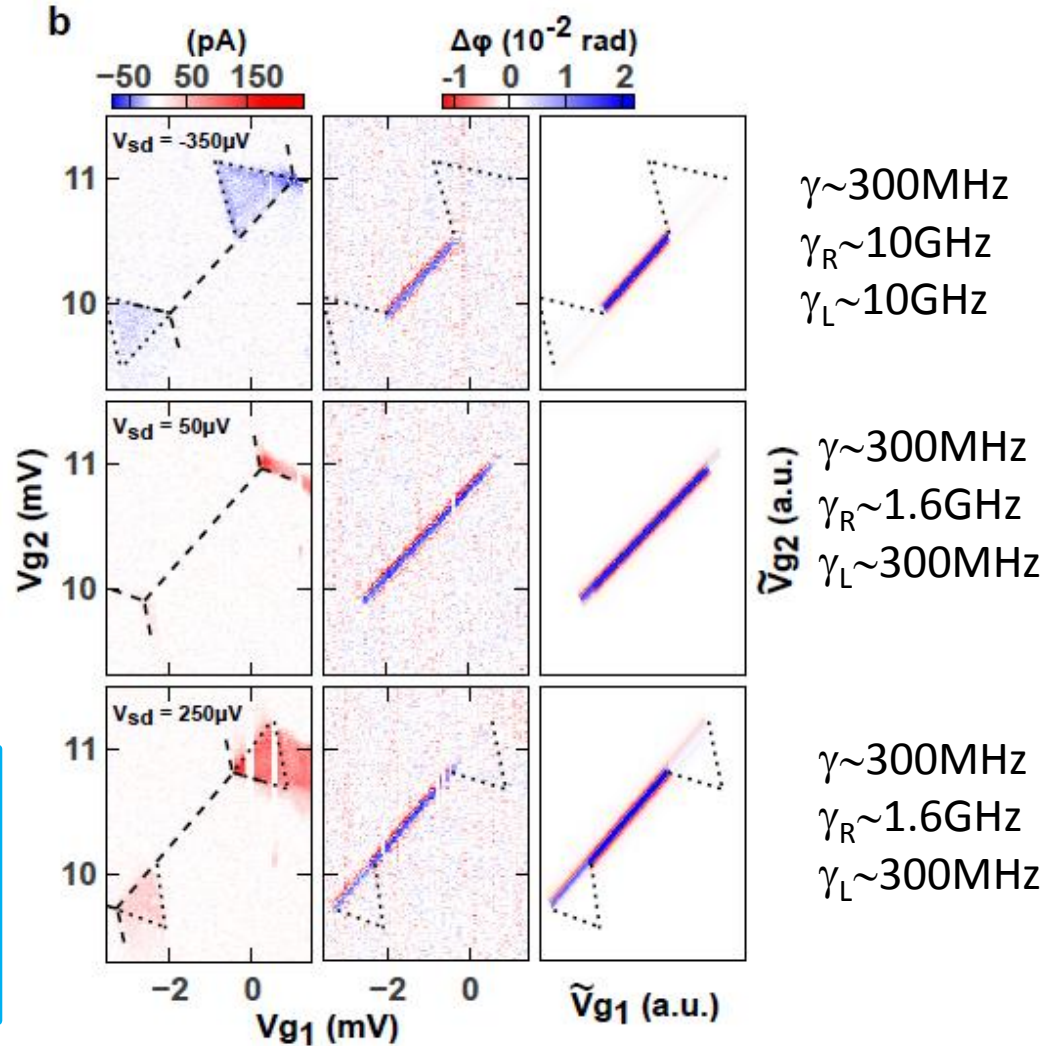 b
(pA)
Δφ (10⁻² rad)
−50 50 150
-1 0 1 2
Vsd = -350µV
11
10
γ~300MHz
γR~10GHz
γL~10GHz
Vsd = 50µV
11
10
Vg2 (mV)
Ṽg2 (a.u.)
γ~300MHz
γR~1.6GHz
γL~300MHz
Vsd = 250µV
11
10
γ~300MHz
γR~1.6GHz
γL~300MHz
−2 0
−2 0
Vg1 (mV)
Ṽg1 (a.u.)